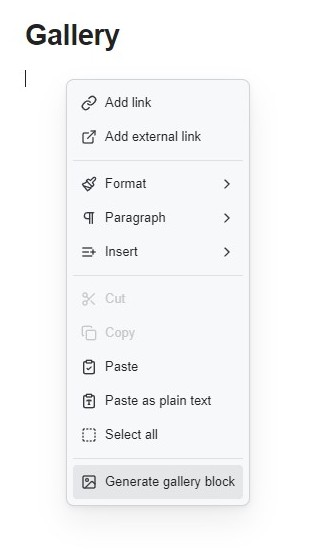 Gallery
Add link
Add external link
Format
Paragraph
Insert
Cut
Copy
Paste
Paste as plain text
Select all
Generate gallery block